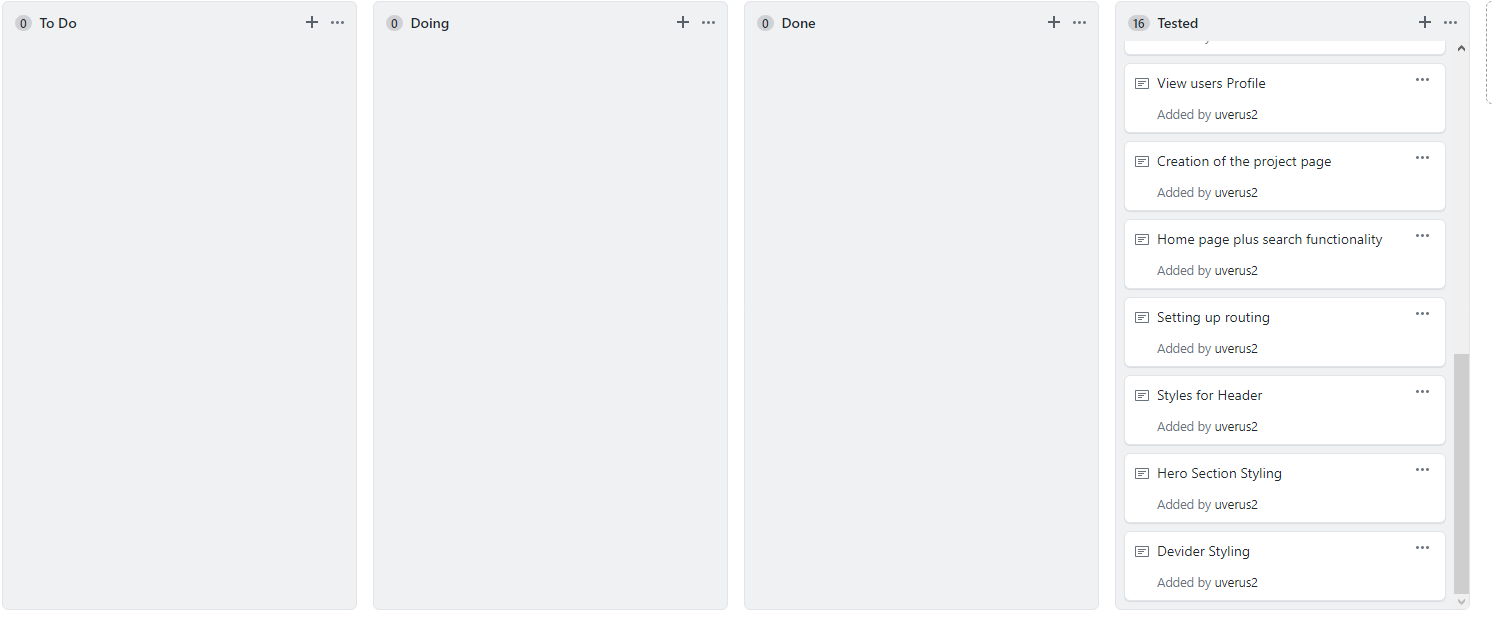 0 To Do
0 Doing
0 Done
16 Tested
View users Profile
Added by uverus2
Creation of the project page
Added by uverus2
Home page plus search functionality
Added by uverus2
Setting up routing
Added by uverus2
Styles for Header
Added by uverus2
Hero Section Styling
Added by uverus2
Devider Styling
Added by uverus2